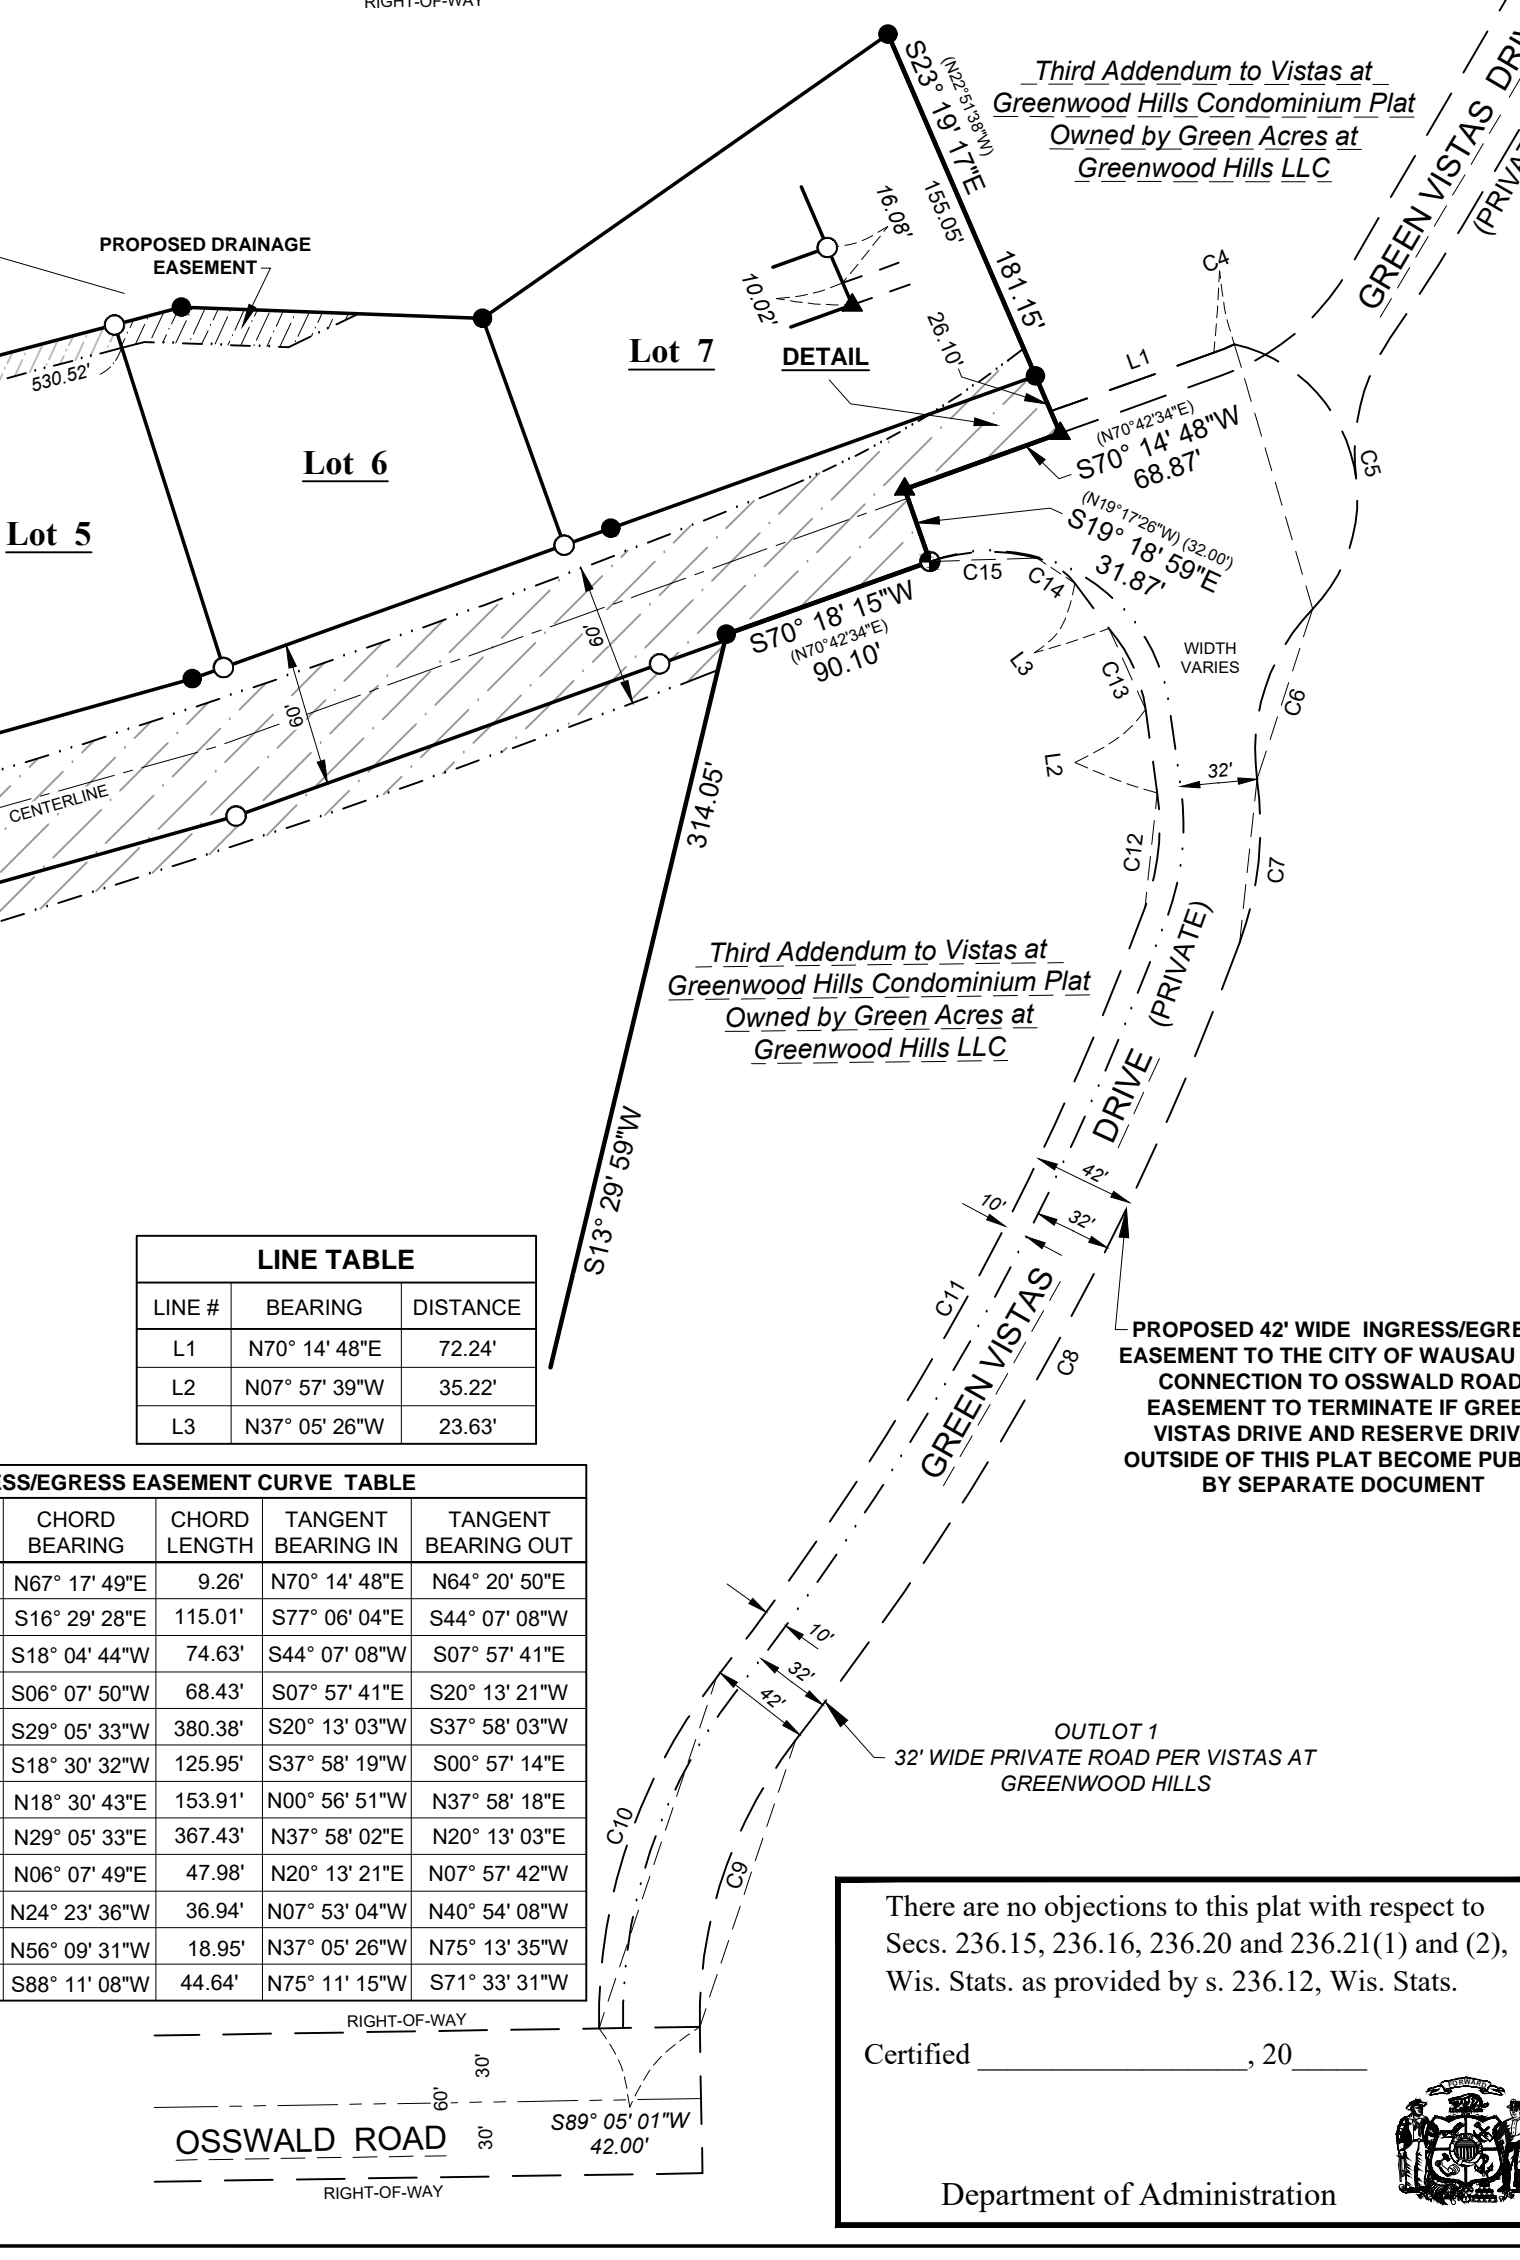 RIGHT-OF-WAY
Third Addendum to Vistas at
Greenwood Hills Condominium Plat
Owned by Green Acres at
Greenwood Hills LLC
GREEN VISTAS
S23° 19' 17"E
(N22°51'38"W)
155.05'
181.15'
16.08'
10.02'
26.10'
PROPOSED DRAINAGE
EASEMENT
530.52'
Lot 7
DETAIL
Lot 6
Lot 5
L1
C4
C5
(N70°42'34"E)
S70° 14' 48"W
68.87'
(N19°17'26"W) (32.00')
S19° 18' 59"E
31.87'
C15
C14
S70° 18' 15"W
(N70°42'34"E)
90.10'
L3
C13
WIDTH
VARIES
C6
L2
32'
60'
60'
CENTERLINE
314.05'
C12
C7
Third Addendum to Vistas at
Greenwood Hills Condominium Plat
Owned by Green Acres at
Greenwood Hills LLC
S13° 29' 59"W
GREEN VISTAS DRIVE (PRIVATE)
42'
10'
32'
C11
C8
LINE TABLE
LINE # BEARING DISTANCE
L1 N70° 14' 48"E 72.24'
L2 N07° 57' 39"W 35.22'
L3 N37° 05' 26"W 23.63'
PROPOSED 42' WIDE INGRESS/EGRE
EASEMENT TO THE CITY OF WAUSAU
CONNECTION TO OSSWALD ROAD
EASEMENT TO TERMINATE IF GREE
VISTAS DRIVE AND RESERVE DRIV
OUTSIDE OF THIS PLAT BECOME PUB
BY SEPARATE DOCUMENT
SS/EGRESS EASEMENT CURVE TABLE
CHORD BEARING CHORD LENGTH TANGENT BEARING IN TANGENT BEARING OUT
N67° 17' 49"E 9.26' N70° 14' 48"E N64° 20' 50"E
S16° 29' 28"E 115.01' S77° 06' 04"E S44° 07' 08"W
S18° 04' 44"W 74.63' S44° 07' 08"W S07° 57' 41"E
S06° 07' 50"W 68.43' S07° 57' 41"E S20° 13' 21"W
S29° 05' 33"W 380.38' S20° 13' 03"W S37° 58' 03"W
S18° 30' 32"W 125.95' S37° 58' 19"W S00° 57' 14"E
N18° 30' 43"E 153.91' N00° 56' 51"W N37° 58' 18"E
N29° 05' 33"E 367.43' N37° 58' 02"E N20° 13' 03"E
N06° 07' 49"E 47.98' N20° 13' 21"E N07° 57' 42"W
N24° 23' 36"W 36.94' N07° 53' 04"W N40° 54' 08"W
N56° 09' 31"W 18.95' N37° 05' 26"W N75° 13' 35"W
S88° 11' 08"W 44.64' N75° 11' 15"W S71° 33' 31"W
10'
32'
42'
OUTLOT 1
32' WIDE PRIVATE ROAD PER VISTAS AT
GREENWOOD HILLS
C10
C9
RIGHT-OF-WAY
30'
60'
30'
OSSWALD ROAD
S89° 05' 01"W
42.00'
RIGHT-OF-WAY
There are no objections to this plat with respect to
Secs. 236.15, 236.16, 236.20 and 236.21(1) and (2),
Wis. Stats. as provided by s. 236.12, Wis. Stats.
Certified ____________________, 20______
FORWARD
Department of Administration